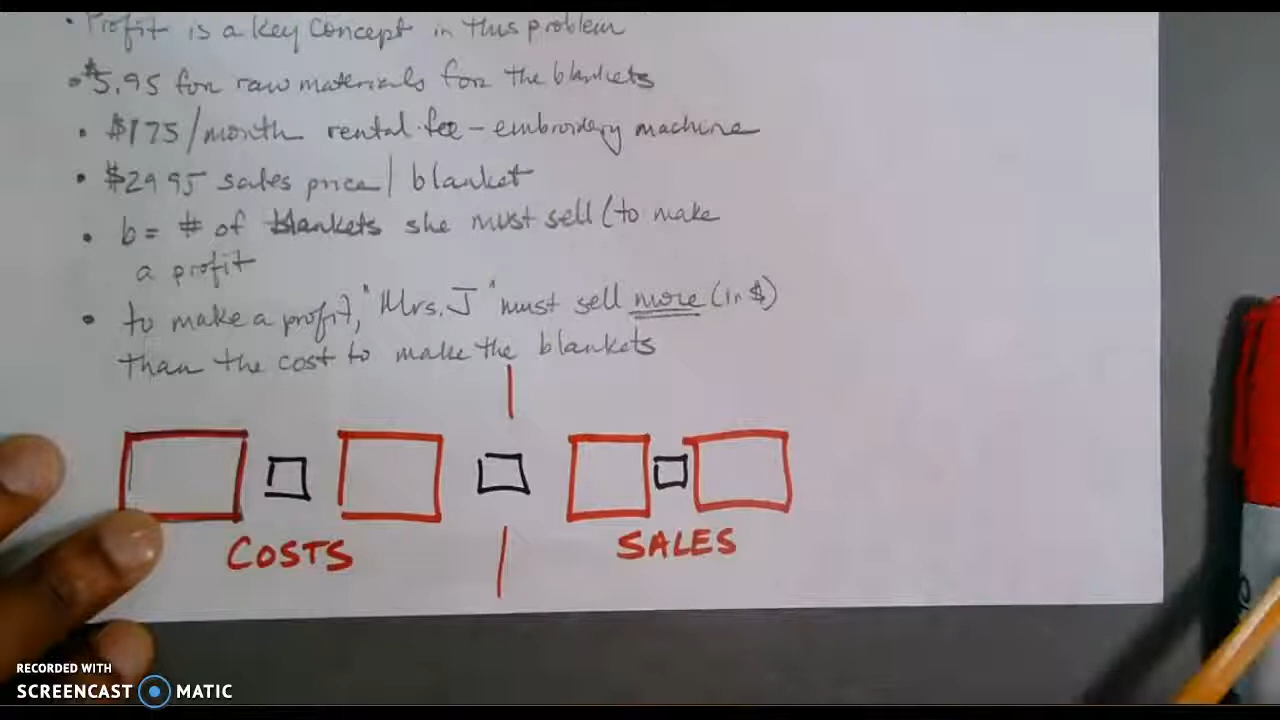 • Profit is a key concept in this problem
• $5.95 for raw materials for the blankets
• $175/month rental fee - embroidery machine
• $29 95 sales price/ blanket
• b = # of blankets she must sell (to make
a profit
• to make a profit, "Mrs. J" must sell more (in $)
than the cost to make the blankets
COSTS SALES
RECORDED WITH
SCREENCAST MATIC